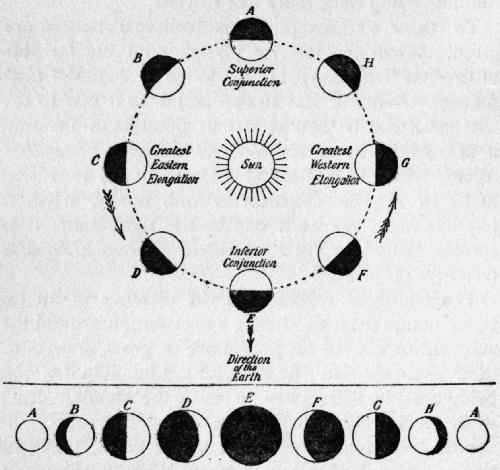 A
B
H
Superior
Conjunction
C
Greatest
Eastern
Elongation
Sun
Greatest
Western
Elongation
G
D
Inferior
Conjunction
F
E
Direction
of the
Earth
A B C D E F G H A